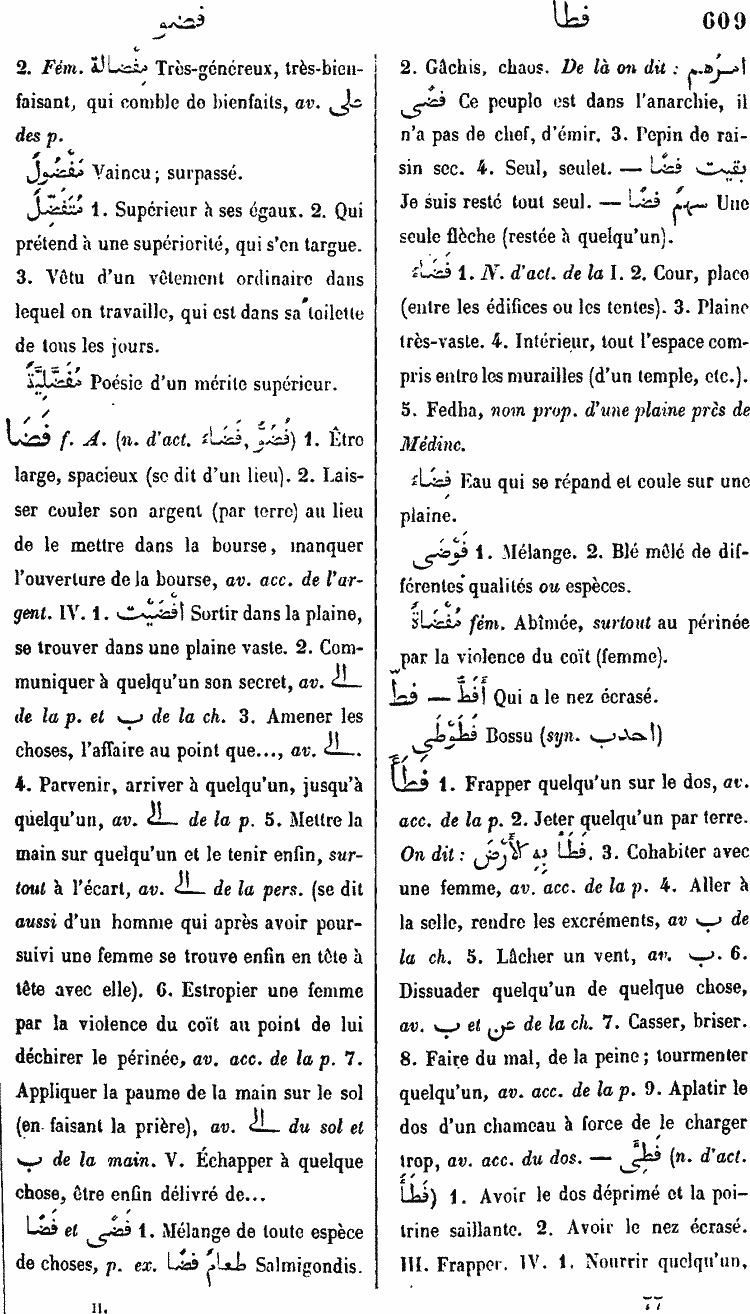 فضو
فطا
609
2. Fém. مِفْضَالَة Très-généreux, très-bien-
faisant, qui comble de bienfaits, av. على
des p.
مَفْضُولٌ Vaincu; surpassé.
مُتَفَضِّلٌ 1. Supérieur à ses égaux. 2. Qui
prétend à une supériorité, qui s'en targue.
3. Vêtu d'un vêtement ordinaire dans
lequel on travaille, qui est dans sa toilette
de tous les jours.
مُفَضَّلِيَّةٌ Poésie d'un mérite supérieur.
فَضَا f. A. (n. d'act. فَضَاء, فُضُوٌّ) 1. Être
large, spacieux (se dit d'un lieu). 2. Lais-
ser couler son argent (par terre) au lieu
de le mettre dans la bourse, manquer
l'ouverture de la bourse, av. acc. de l'ar-
gent. IV. 1. أَفْضَيْتُ Sortir dans la plaine,
se trouver dans une plaine vaste. 2. Com-
muniquer à quelqu'un son secret, av. الى
de la p. et ب de la ch. 3. Amener les
choses, l'affaire au point que..., av. الى.
4. Parvenir, arriver à quelqu'un, jusqu'à
quelqu'un, av. الى de la p. 5. Mettre la
main sur quelqu'un et le tenir enfin, sur-
tout à l'écart, av. الى de la pers. (se dit
aussi d'un homme qui après avoir pour-
suivi une femme se trouve enfin en tête à
tête avec elle). 6. Estropier une femme
par la violence du coït au point de lui
déchirer le périnée, av. acc. de la p. 7.
Appliquer la paume de la main sur le sol
(en faisant la prière), av. الى du sol et
ب de la main. V. Échapper à quelque
chose, être enfin délivré de...
فَضًا et فَضًى 1. Mélange de toute espèce
de choses, p. ex. طعامٌ فَضًا Salmigondis.
2. Gâchis, chaos. De là on dit : امرهم
فَضًى Ce peuple est dans l'anarchie, il
n'a pas de chef, d'émir. 3. Pepin de rai-
sin sec. 4. Seul, seulet. — بقيت فَضًا
Je suis resté tout seul. — سهمٌ فَضًا Une
seule flèche (restée à quelqu'un).
فَضَاءٌ 1. N. d'act. de la I. 2. Cour, place
(entre les édifices ou les tentes). 3. Plaine
très-vaste. 4. Intérieur, tout l'espace com-
pris entre les murailles (d'un temple, etc.).
5. Fedha, nom prop. d'une plaine près de
Médine.
فِضَاءٌ Eau qui se répand et coule sur une
plaine.
فَوْضَى 1. Mélange. 2. Blé mêlé de dif-
férentes qualités ou espèces.
مُفْضَاةٌ fém. Abîmée, surtout au périnée
par la violence du coït (femme).
فط — أَفَطُّ Qui a le nez écrasé.
فَطَوْطَى Bossu (syn. احدب)
فَطَأَ 1. Frapper quelqu'un sur le dos, av.
acc. de la p. 2. Jeter quelqu'un par terre.
On dit : فَطَأَ بِهِ ٱلْأَرْضَ. 3. Cohabiter avec
une femme, av. acc. de la p. 4. Aller à
la selle, rendre les excréments, av ب de
la ch. 5. Lâcher un vent, av. ب. 6.
Dissuader quelqu'un de quelque chose,
av. ب et عن de la ch. 7. Casser, briser.
8. Faire du mal, de la peine; tourmenter
quelqu'un, av. acc. de la p. 9. Aplatir le
dos d'un chameau à force de le charger
trop, av. acc. du dos. — فَطِئَ (n. d'act.
فَطَأٌ) 1. Avoir le dos déprimé et la poi-
trine saillante. 2. Avoir le nez écrasé.
III. Frapper. IV. 1. Nourrir quelqu'un,
II.
٧٧